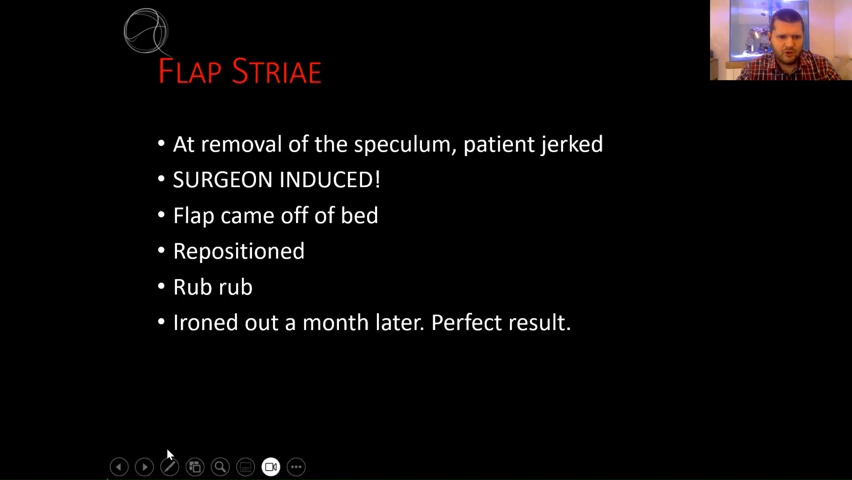 FLAP STRIAE
• At removal of the speculum, patient jerked
• SURGEON INDUCED!
• Flap came off of bed
• Repositioned
• Rub rub
• Ironed out a month later. Perfect result.